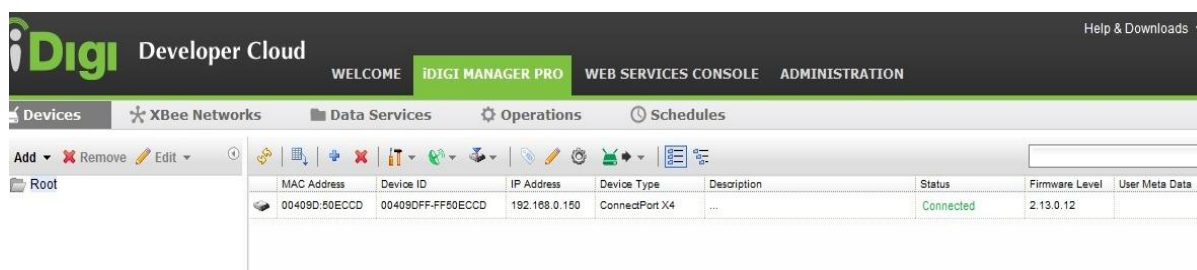 Help & Downloads
iDigi Developer Cloud
WELCOME iDIGI MANAGER PRO WEB SERVICES CONSOLE ADMINISTRATION
Devices XBee Networks Data Services Operations Schedules
Add Remove Edit
Root
MAC Address Device ID IP Address Device Type Description Status Firmware Level User Meta Data
00409D:50ECCD 00409DFF-FF50ECCD 192.168.0.150 ConnectPort X4 ... Connected 2.13.0.12